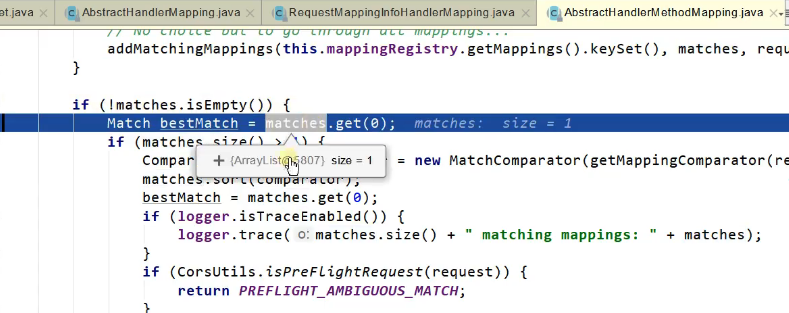 et.java × AbstractHandlerMapping.java × RequestMappingInfoHandlerMapping.java × AbstractHandlerMethodMapping.java ×
// No choice but to go through all mappings...
addMatchingMappings(this.mappingRegistry.getMappings().keySet(), matches, requ
}
if (!matches.isEmpty()) {
Match bestMatch = matches.get(0); matches: size = 1
if (matches.size() > 1) {
Compar = new MatchComparator(getMappingComparator(re
+ {ArrayList@5807} size = 1
matches.sort(comparator);
bestMatch = matches.get(0);
if (logger.isTraceEnabled()) {
logger.trace( o: matches.size() + " matching mappings: " + matches);
}
if (CorsUtils.isPreFlightRequest(request)) {
return PREFLIGHT_AMBIGUOUS_MATCH;
}